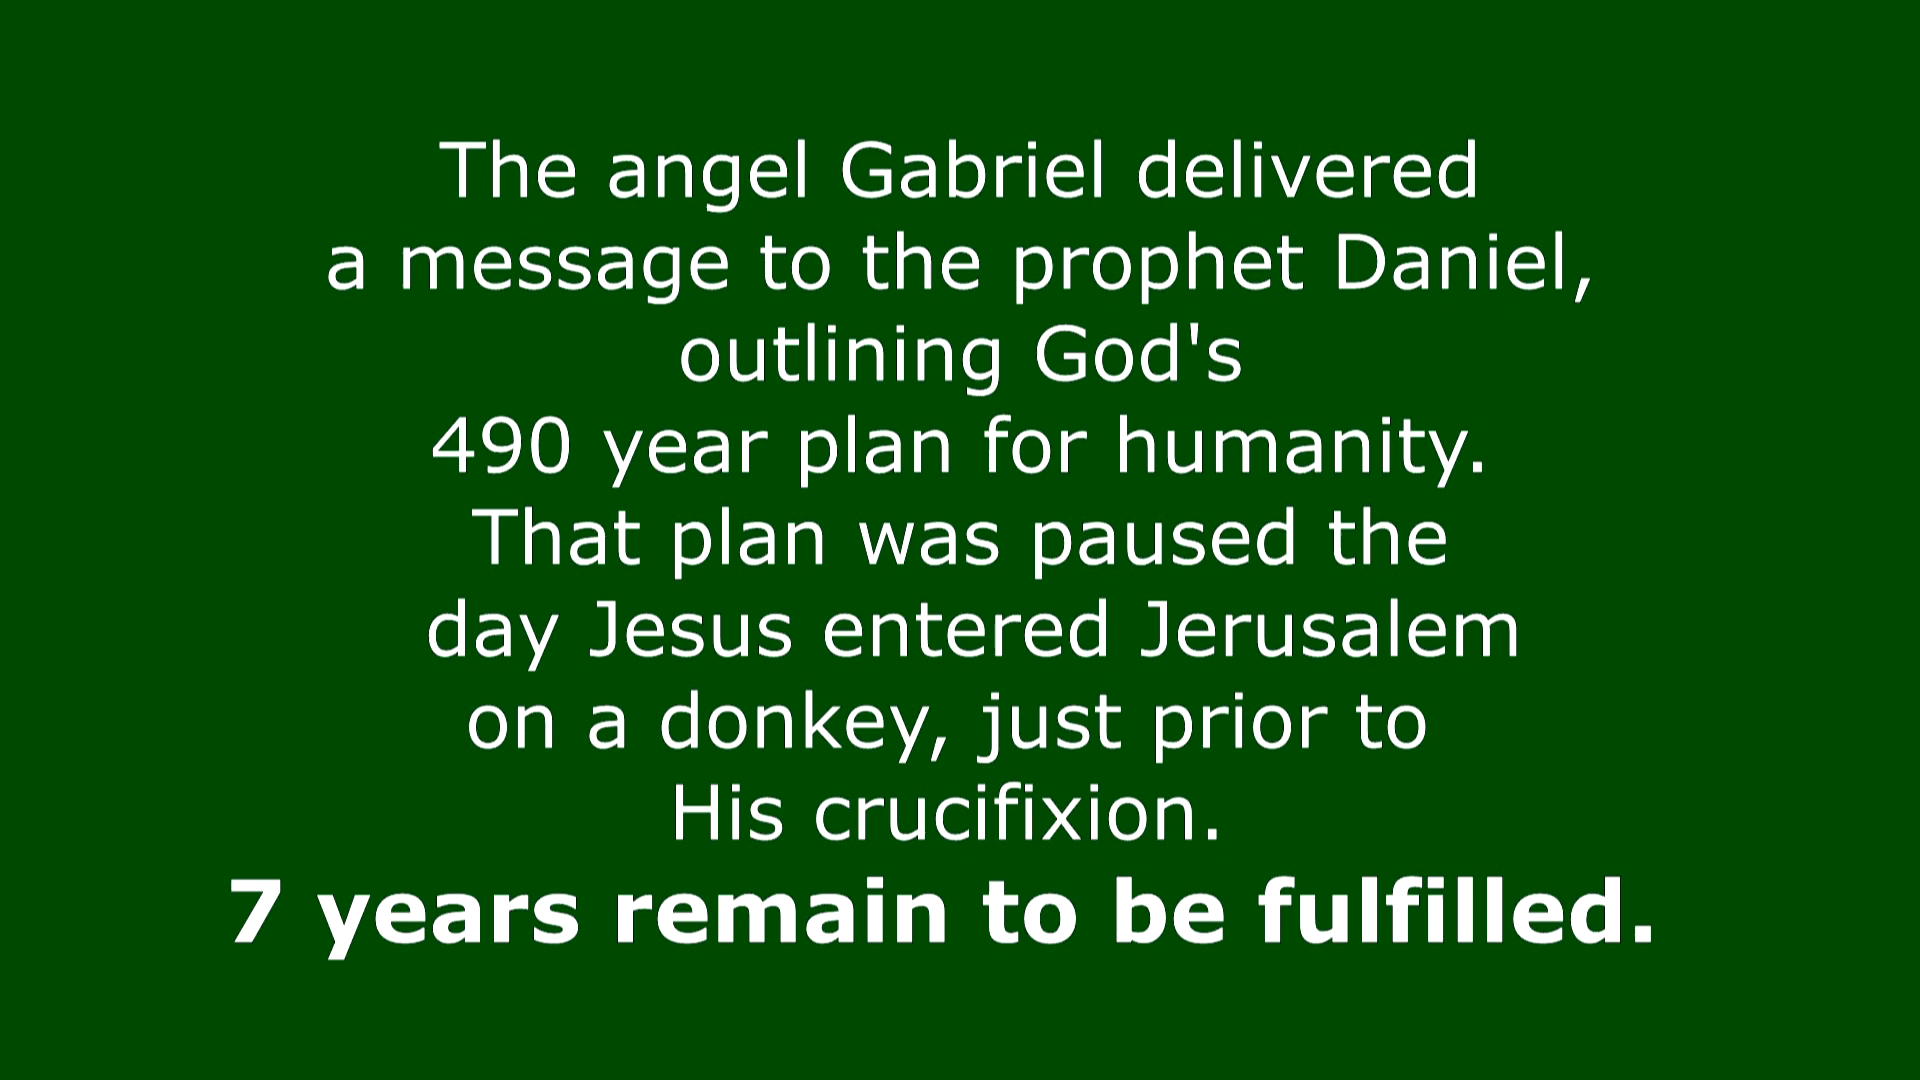 The angel Gabriel delivered
a message to the prophet Daniel,
outlining God's
490 year plan for humanity.
That plan was paused the
day Jesus entered Jerusalem
on a donkey, just prior to
His crucifixion.
7 years remain to be fulfilled.